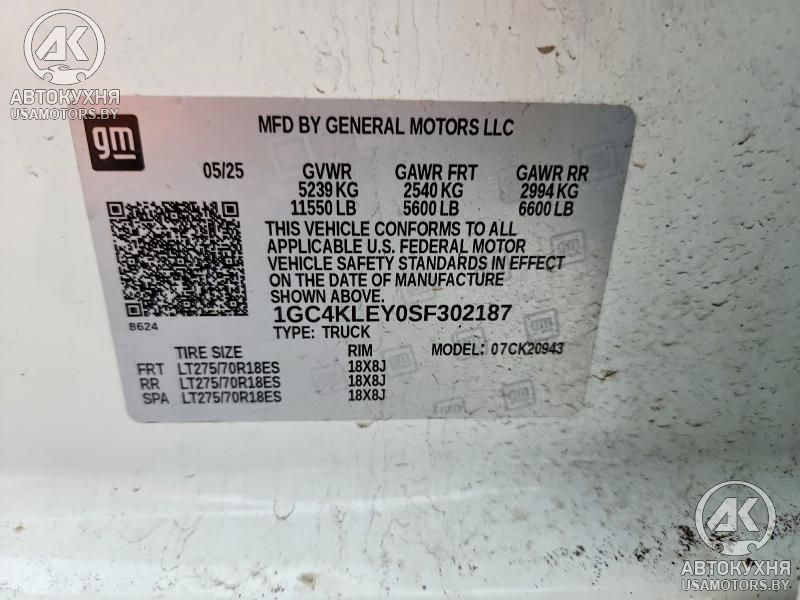 AK
АВТОКУХНЯ
USAMOTORS.BY
gm
MFD BY GENERAL MOTORS LLC
05/25 GVWR GAWR FRT GAWR RR
5239 KG 2540 KG 2994 KG
11550 LB 5600 LB 6600 LB
THIS VEHICLE CONFORMS TO ALL
APPLICABLE U.S. FEDERAL MOTOR
VEHICLE SAFETY STANDARDS IN EFFECT
ON THE DATE OF MANUFACTURE
SHOWN ABOVE.
1GC4KLEY0SF302187
8624
TYPE: TRUCK
TIRE SIZE RIM MODEL: 07CK20943
FRT LT275/70R18ES 18X8J
RR LT275/70R18ES 18X8J
SPA LT275/70R18ES 18X8J
AK
АВТОКУХНЯ
USAMOTORS.BY